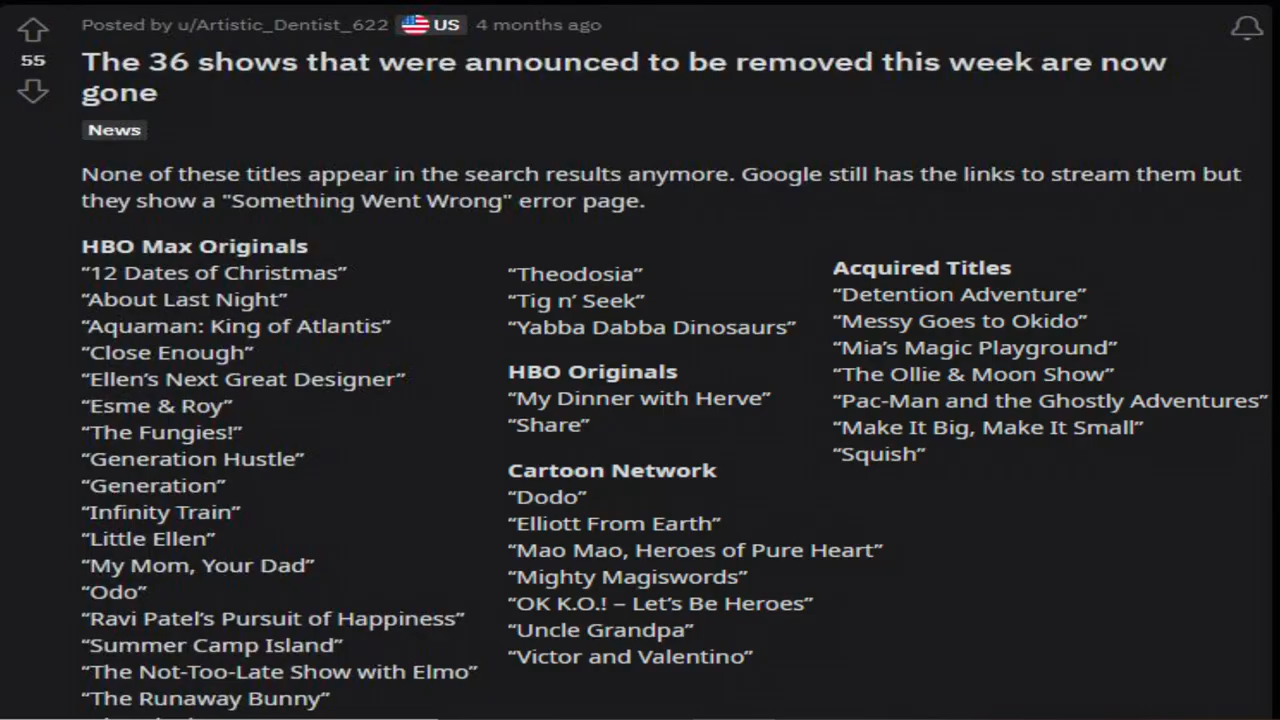 Posted by u/Artistic_Dentist_622 US 4 months ago
55
The 36 shows that were announced to be removed this week are now
gone
News
None of these titles appear in the search results anymore. Google still has the links to stream them but
they show a "Something Went Wrong" error page.
HBO Max Originals
“12 Dates of Christmas”
“About Last Night”
“Aquaman: King of Atlantis”
“Close Enough”
“Ellen’s Next Great Designer”
“Esme & Roy”
“The Fungies!”
“Generation Hustle”
“Generation”
“Infinity Train”
“Little Ellen”
“My Mom, Your Dad”
“Odo”
“Ravi Patel’s Pursuit of Happiness”
“Summer Camp Island”
“The Not-Too-Late Show with Elmo”
“The Runaway Bunny”
“Theodosia”
“Tig n’ Seek”
“Yabba Dabba Dinosaurs”
HBO Originals
“My Dinner with Herve”
“Share”
Cartoon Network
“Dodo”
“Elliott From Earth”
“Mao Mao, Heroes of Pure Heart”
“Mighty Magiswords”
“OK K.O.! – Let’s Be Heroes”
“Uncle Grandpa”
“Victor and Valentino”
Acquired Titles
“Detention Adventure”
“Messy Goes to Okido”
“Mia’s Magic Playground”
“The Ollie & Moon Show”
“Pac-Man and the Ghostly Adventures”
“Make It Big, Make It Small”
“Squish”